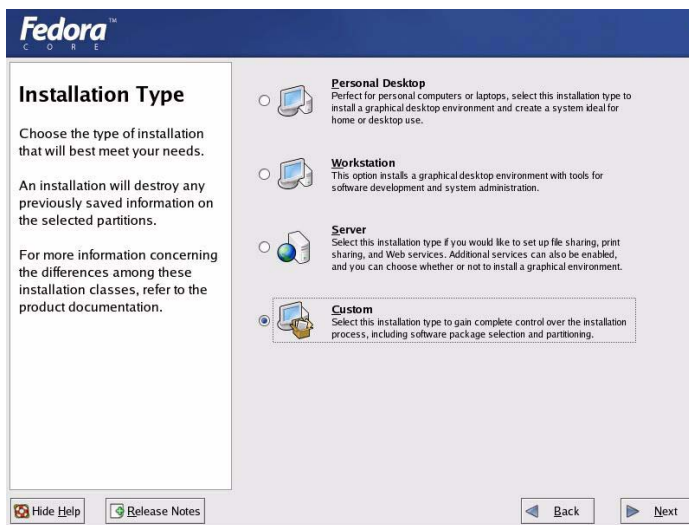 Fedora™
CORE
Installation Type
Choose the type of installation
that will best meet your needs.
An installation will destroy any
previously saved information on
the selected partitions.
For more information concerning
the differences among these
installation classes, refer to the
product documentation.
Personal Desktop
Perfect for personal computers or laptops, select this installation type to
install a graphical desktop environment and create a system ideal for
home or desktop use.
Workstation
This option installs a graphical desktop environment with tools for
software development and system administration.
Server
Select this installation type if you would like to set up file sharing, print
sharing, and Web services. Additional services can also be enabled,
and you can choose whether or not to install a graphical environment.
Custom
Select this installation type to gain complete control over the installation
process, including software package selection and partitioning.
Hide Help
Release Notes
Back
Next